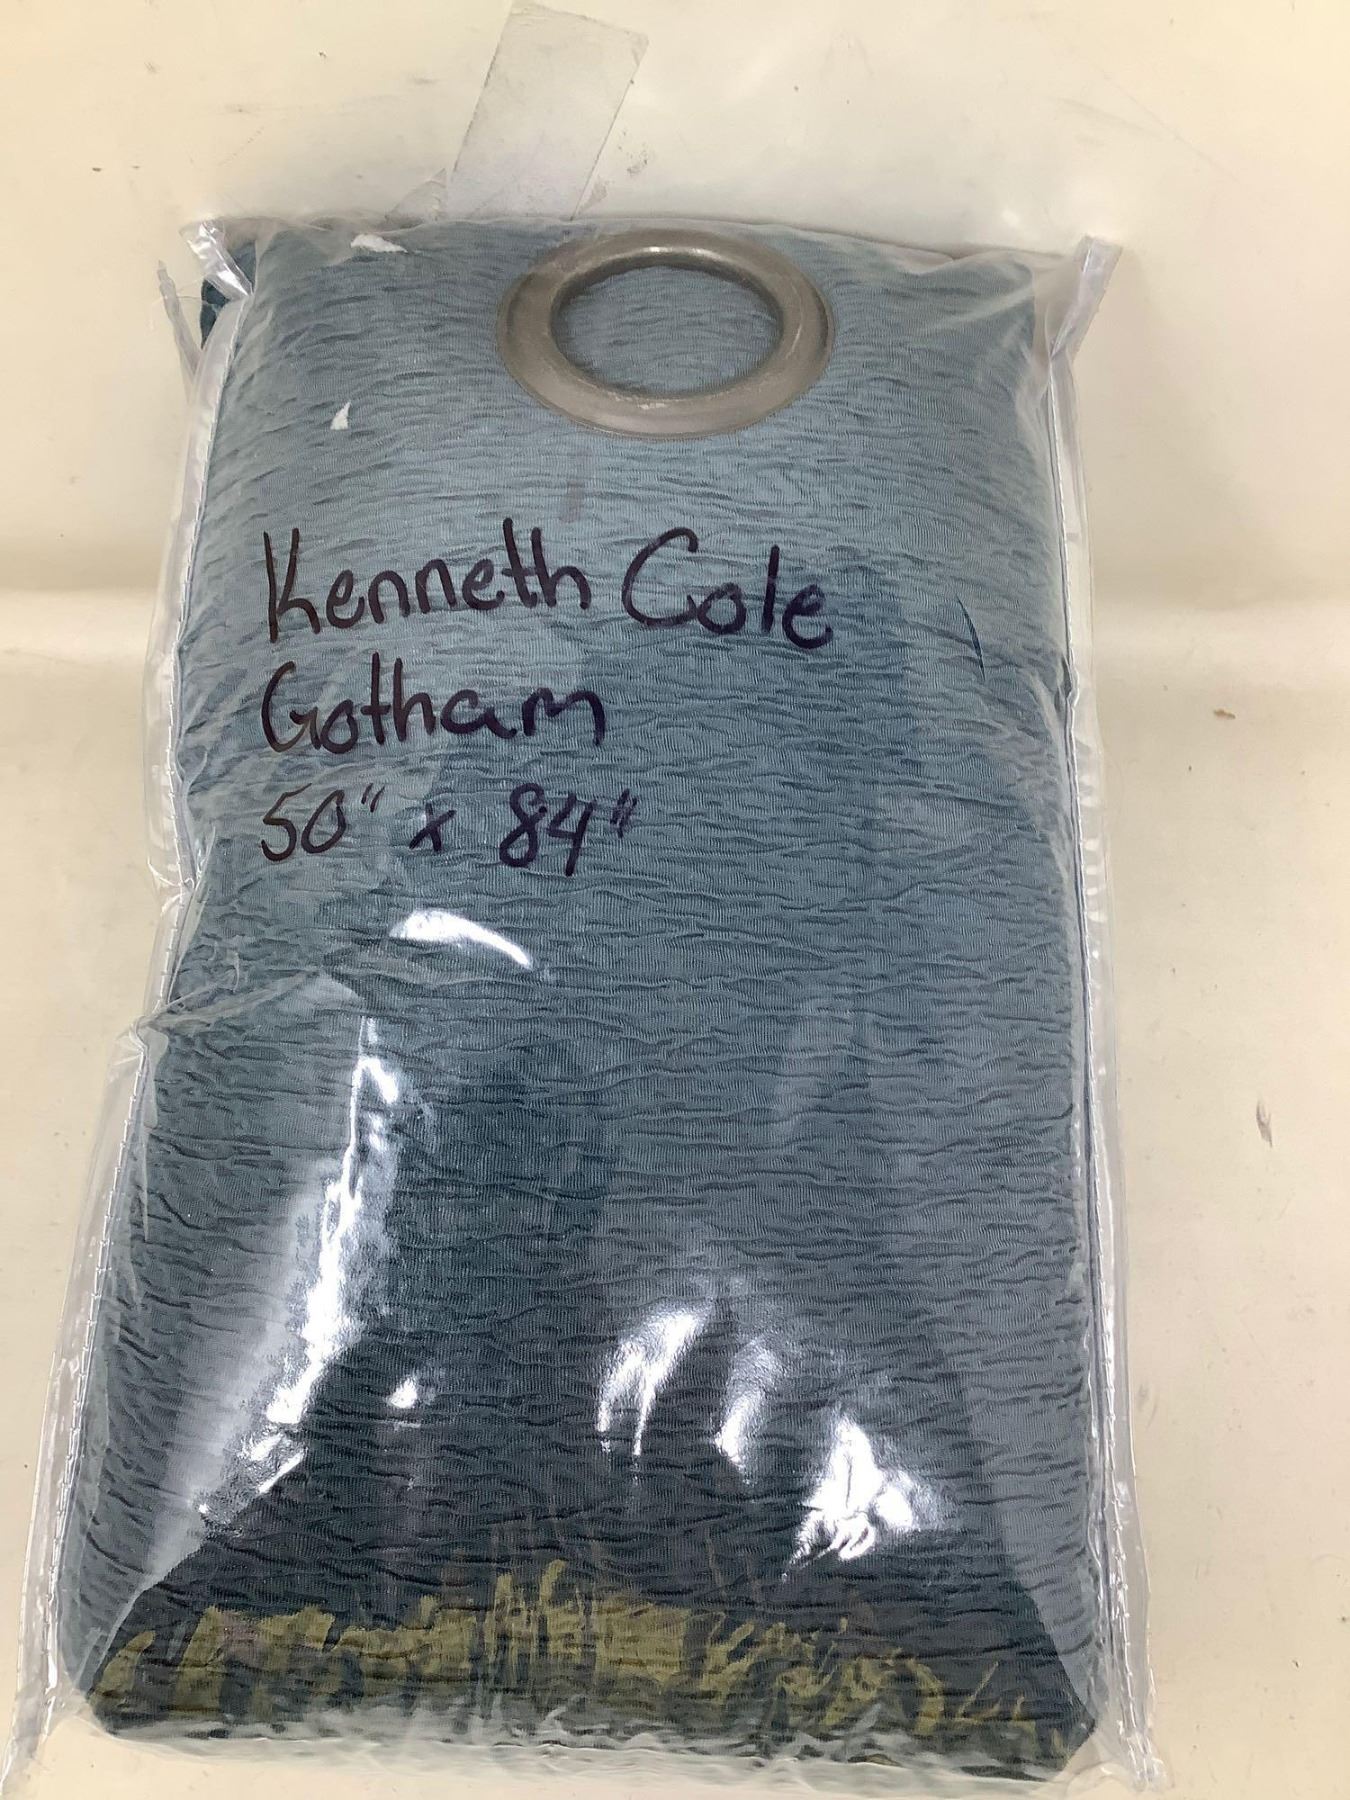 Kenneth Cole
Gotham
50" x 84"